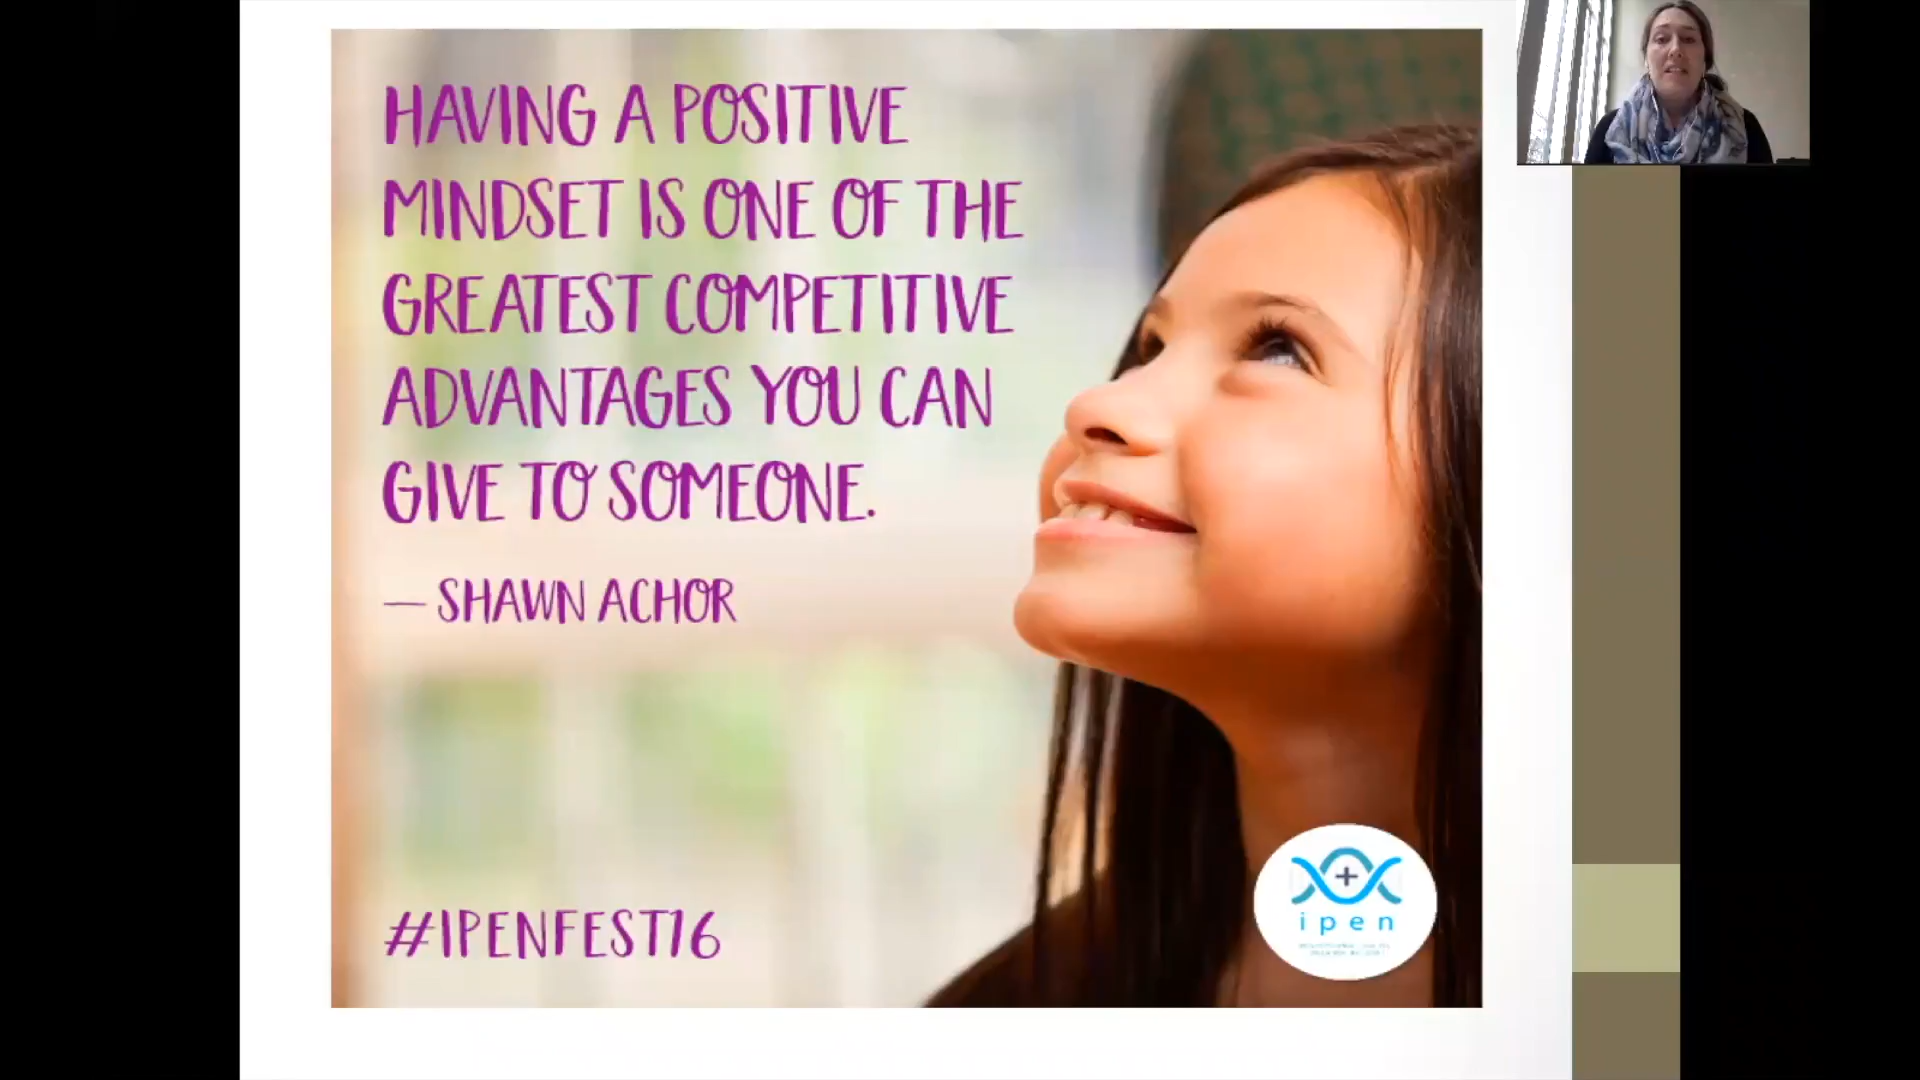 HAVING A POSITIVE
MINDSET IS ONE OF THE
GREATEST COMPETITIVE
ADVANTAGES YOU CAN
GIVE TO SOMEONE.
— SHAWN ACHOR
#IPENFEST16
+
ipen